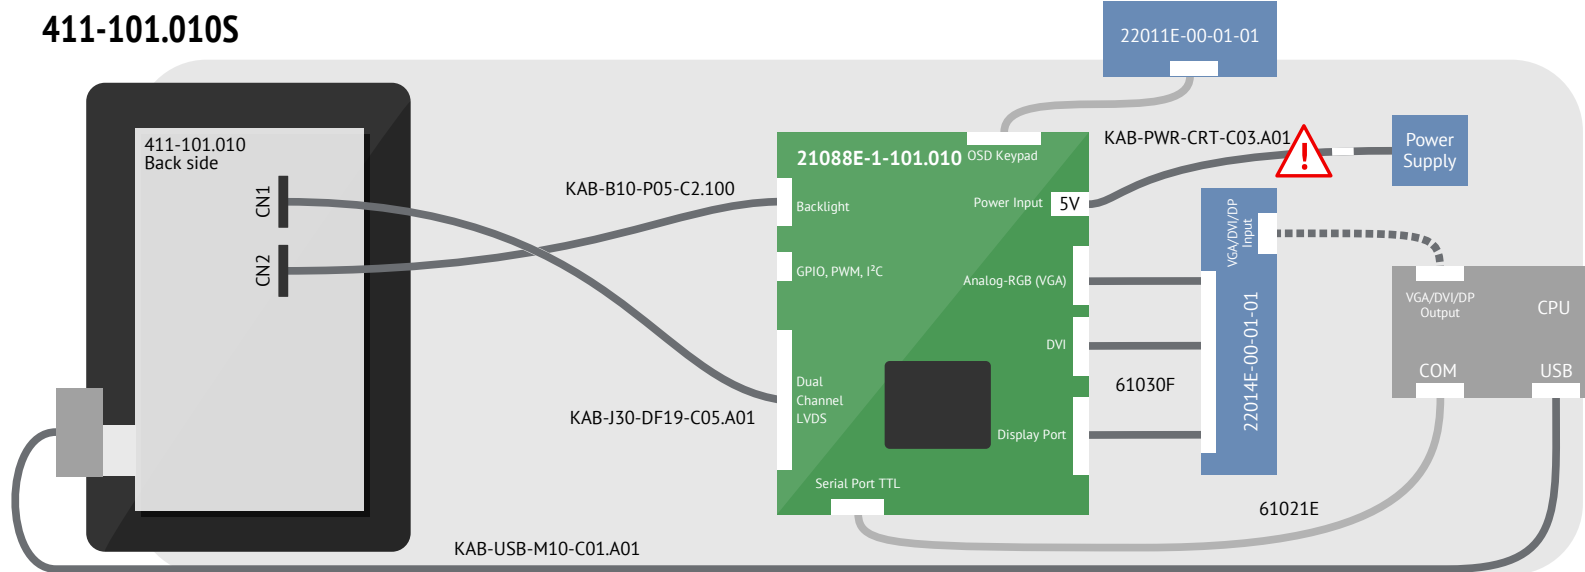 411-101.010S
22011E-00-01-01
411-101.010
Back side
CN1
CN2
KAB-B10-P05-C2.100
KAB-J30-DF19-C05.A01
21088E-1-101.010
OSD Keypad
Backlight
Power Input
5V
GPIO, PWM, I²C
Analog-RGB (VGA)
DVI
Dual
Channel
LVDS
Display Port
Serial Port TTL
KAB-PWR-CRT-C03.A01
!
Power
Supply
VGA/DVI/DP
Input
22014E-00-01-01
61030F
VGA/DVI/DP
Output
CPU
COM
USB
61021E
KAB-USB-M10-C01.A01